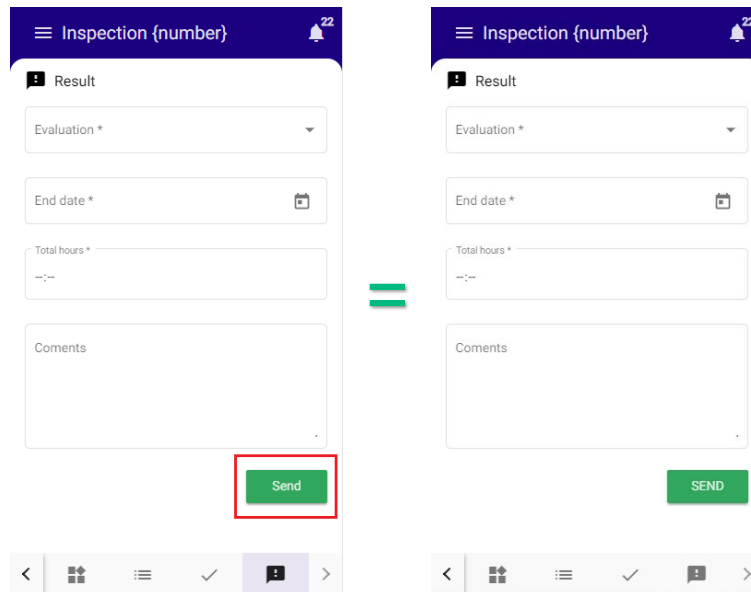 Inspection {number}
22
Result
Evaluation *
End date *
Total hours *
--:--
Coments
Send
=
Inspection {number}
22
Result
Evaluation *
End date *
Total hours *
--:--
Coments
SEND